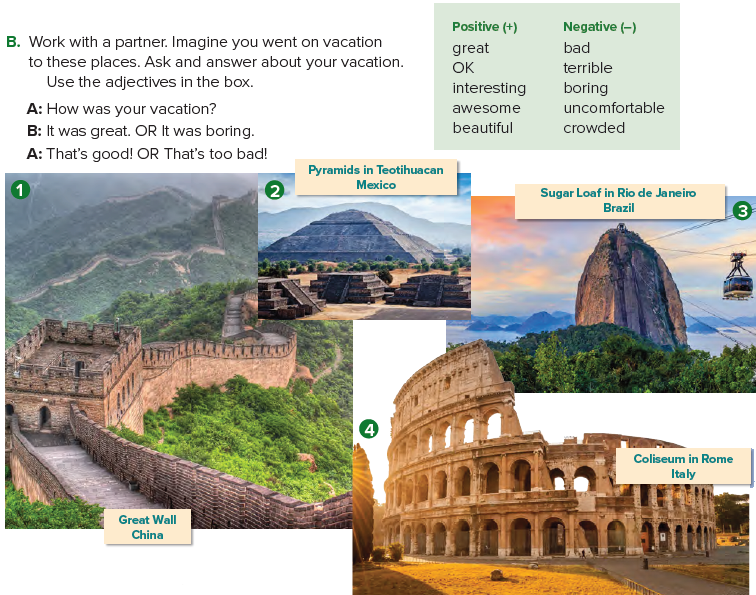 B. Work with a partner. Imagine you went on vacation
to these places. Ask and answer about your vacation.
Use the adjectives in the box.
A: How was your vacation?
B: It was great. OR It was boring.
A: That's good! OR That's too bad!
Positive (+) Negative (–)
great bad
OK terrible
interesting boring
awesome uncomfortable
beautiful crowded
1
Great Wall
China
2
Pyramids in Teotihuacan
Mexico
3
Sugar Loaf in Rio de Janeiro
Brazil
4
Coliseum in Rome
Italy